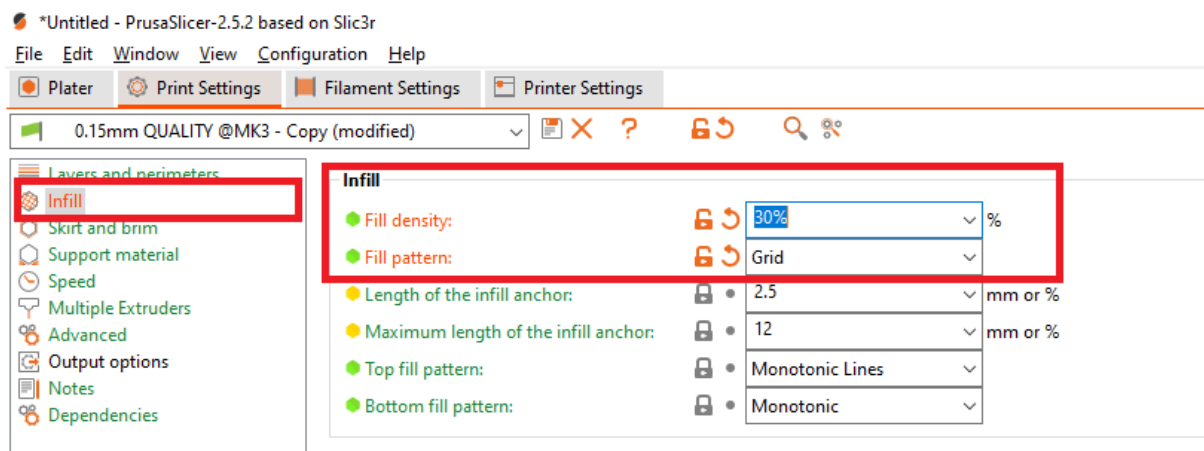 *Untitled - PrusaSlicer-2.5.2 based on Slic3r
File Edit Window View Configuration Help
Plater Print Settings Filament Settings Printer Settings
0.15mm QUALITY @MK3 - Copy (modified) ?
Layers and perimeters
Infill
Skirt and brim
Support material
Speed
Multiple Extruders
Advanced
Output options
Notes
Dependencies
Infill
Fill density: 30% %
Fill pattern: Grid
Length of the infill anchor: 2.5 mm or %
Maximum length of the infill anchor: 12 mm or %
Top fill pattern: Monotonic Lines
Bottom fill pattern: Monotonic